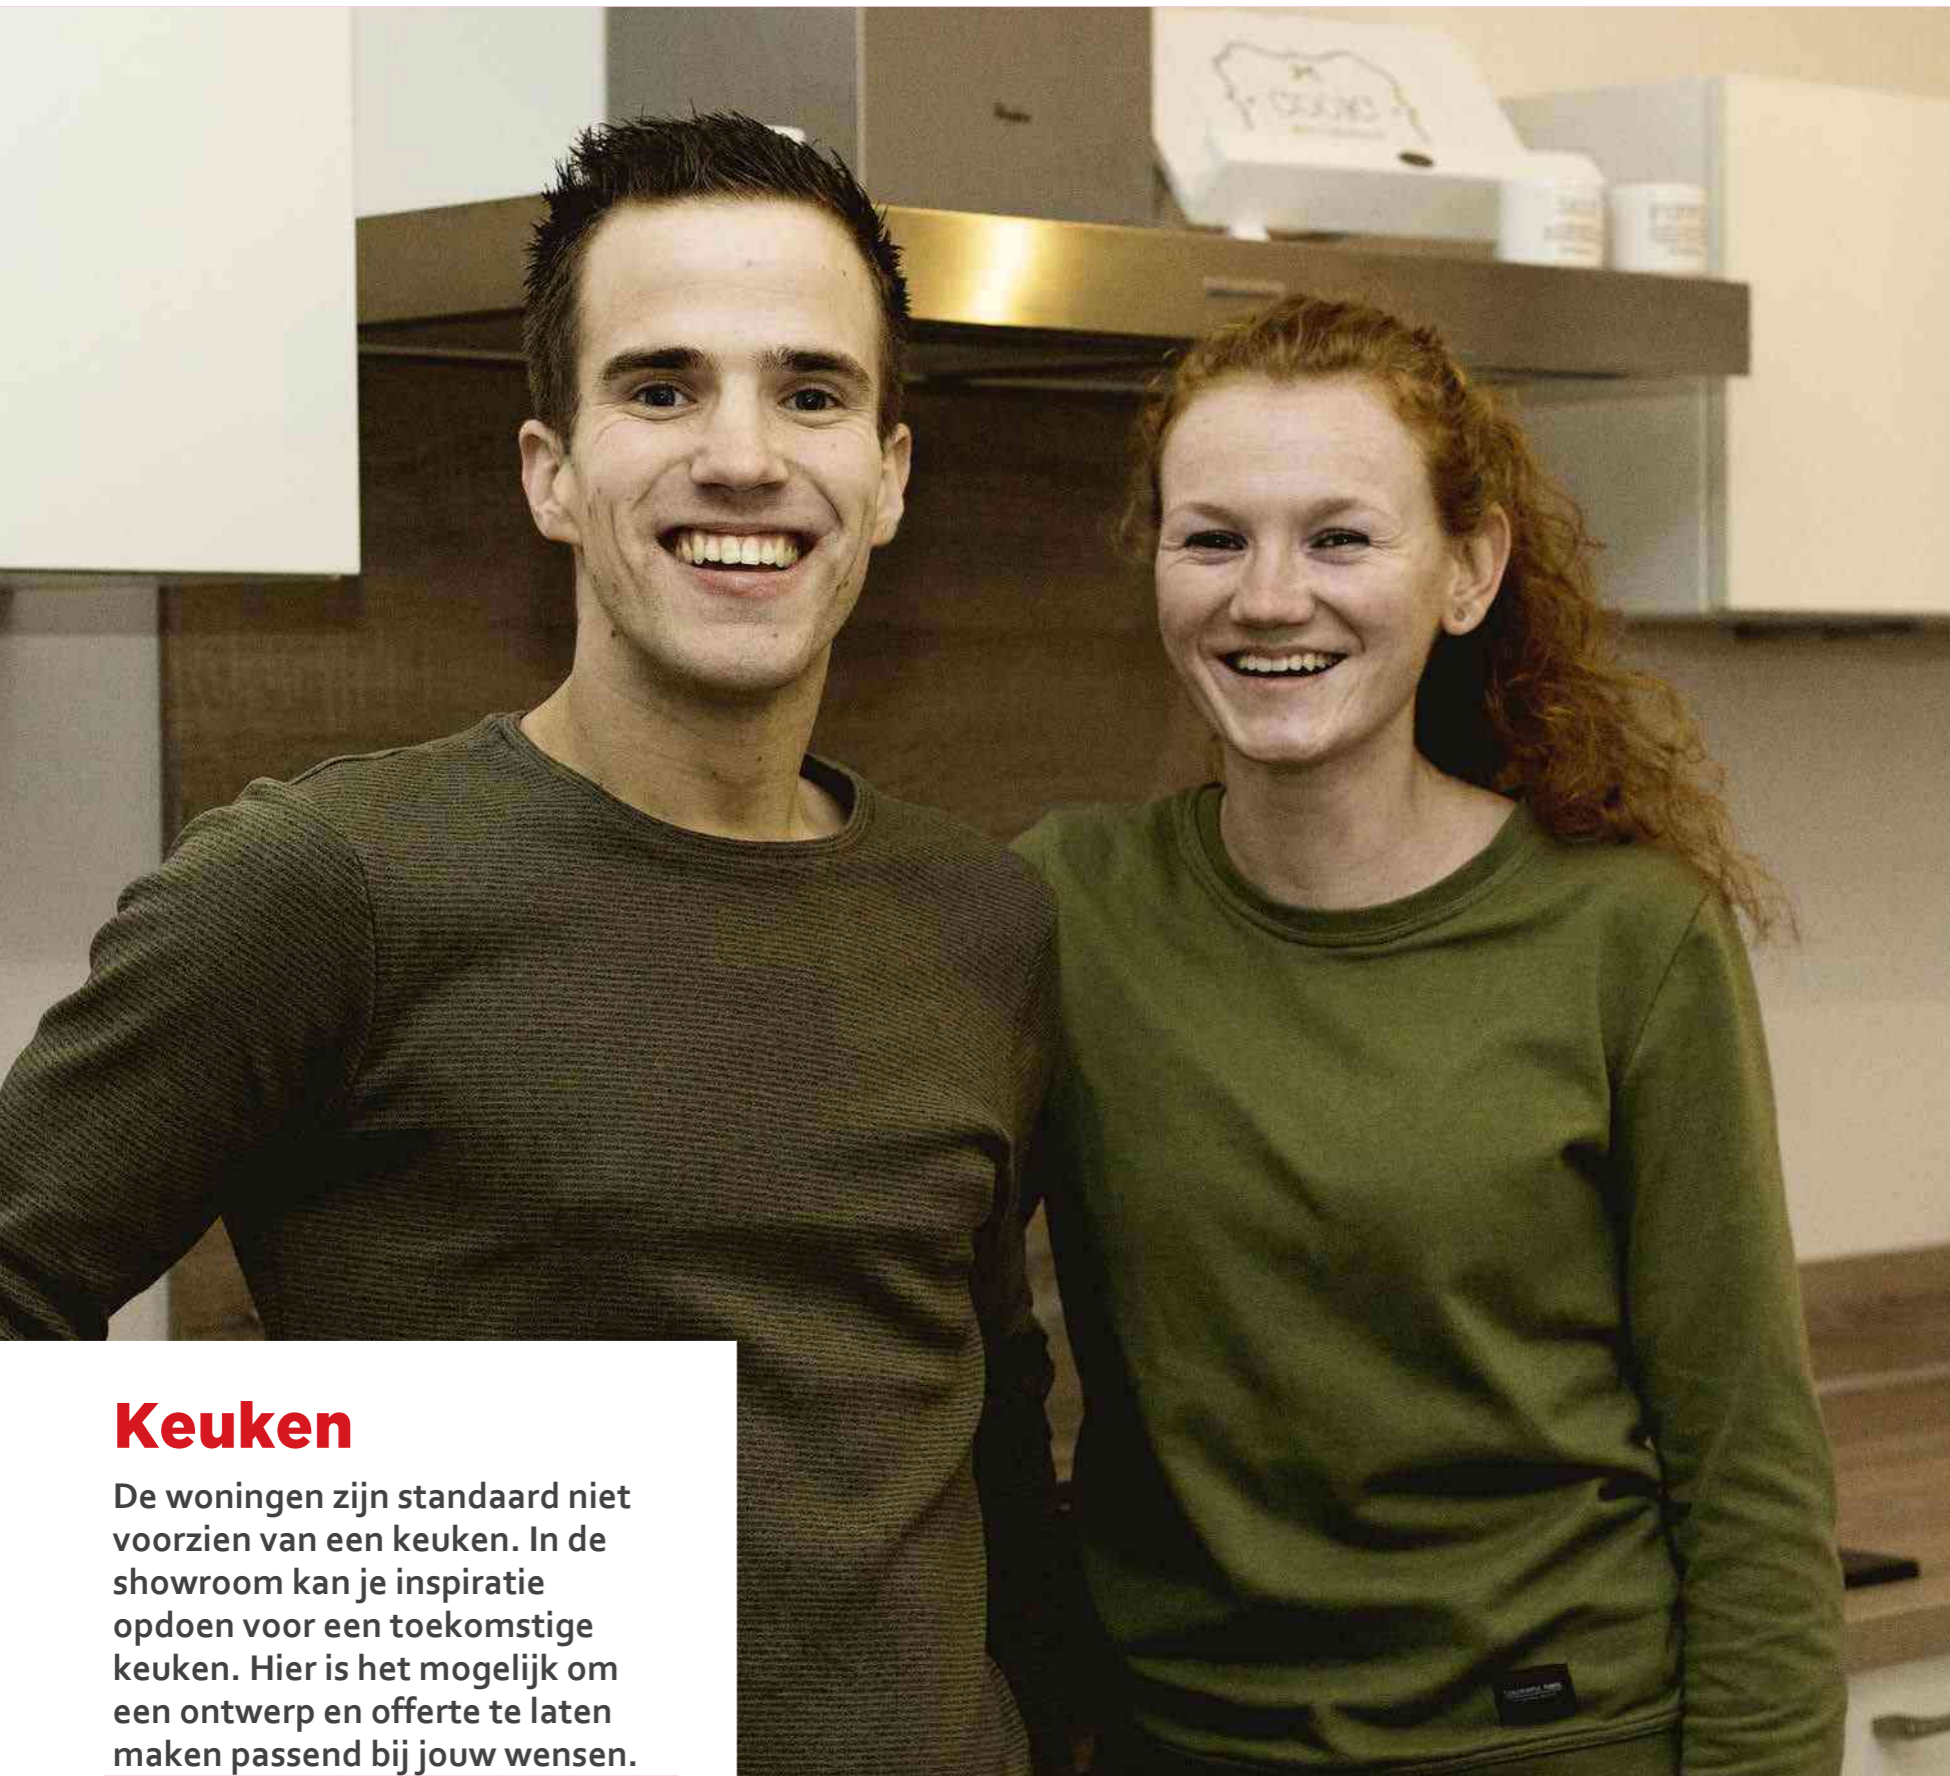 Keuken
De woningen zijn standaard niet
voorzien van een keuken. In de
showroom kan je inspiratie
opdoen voor een toekomstige
keuken. Hier is het mogelijk om
een ontwerp en offerte te laten
maken passend bij jouw wensen.